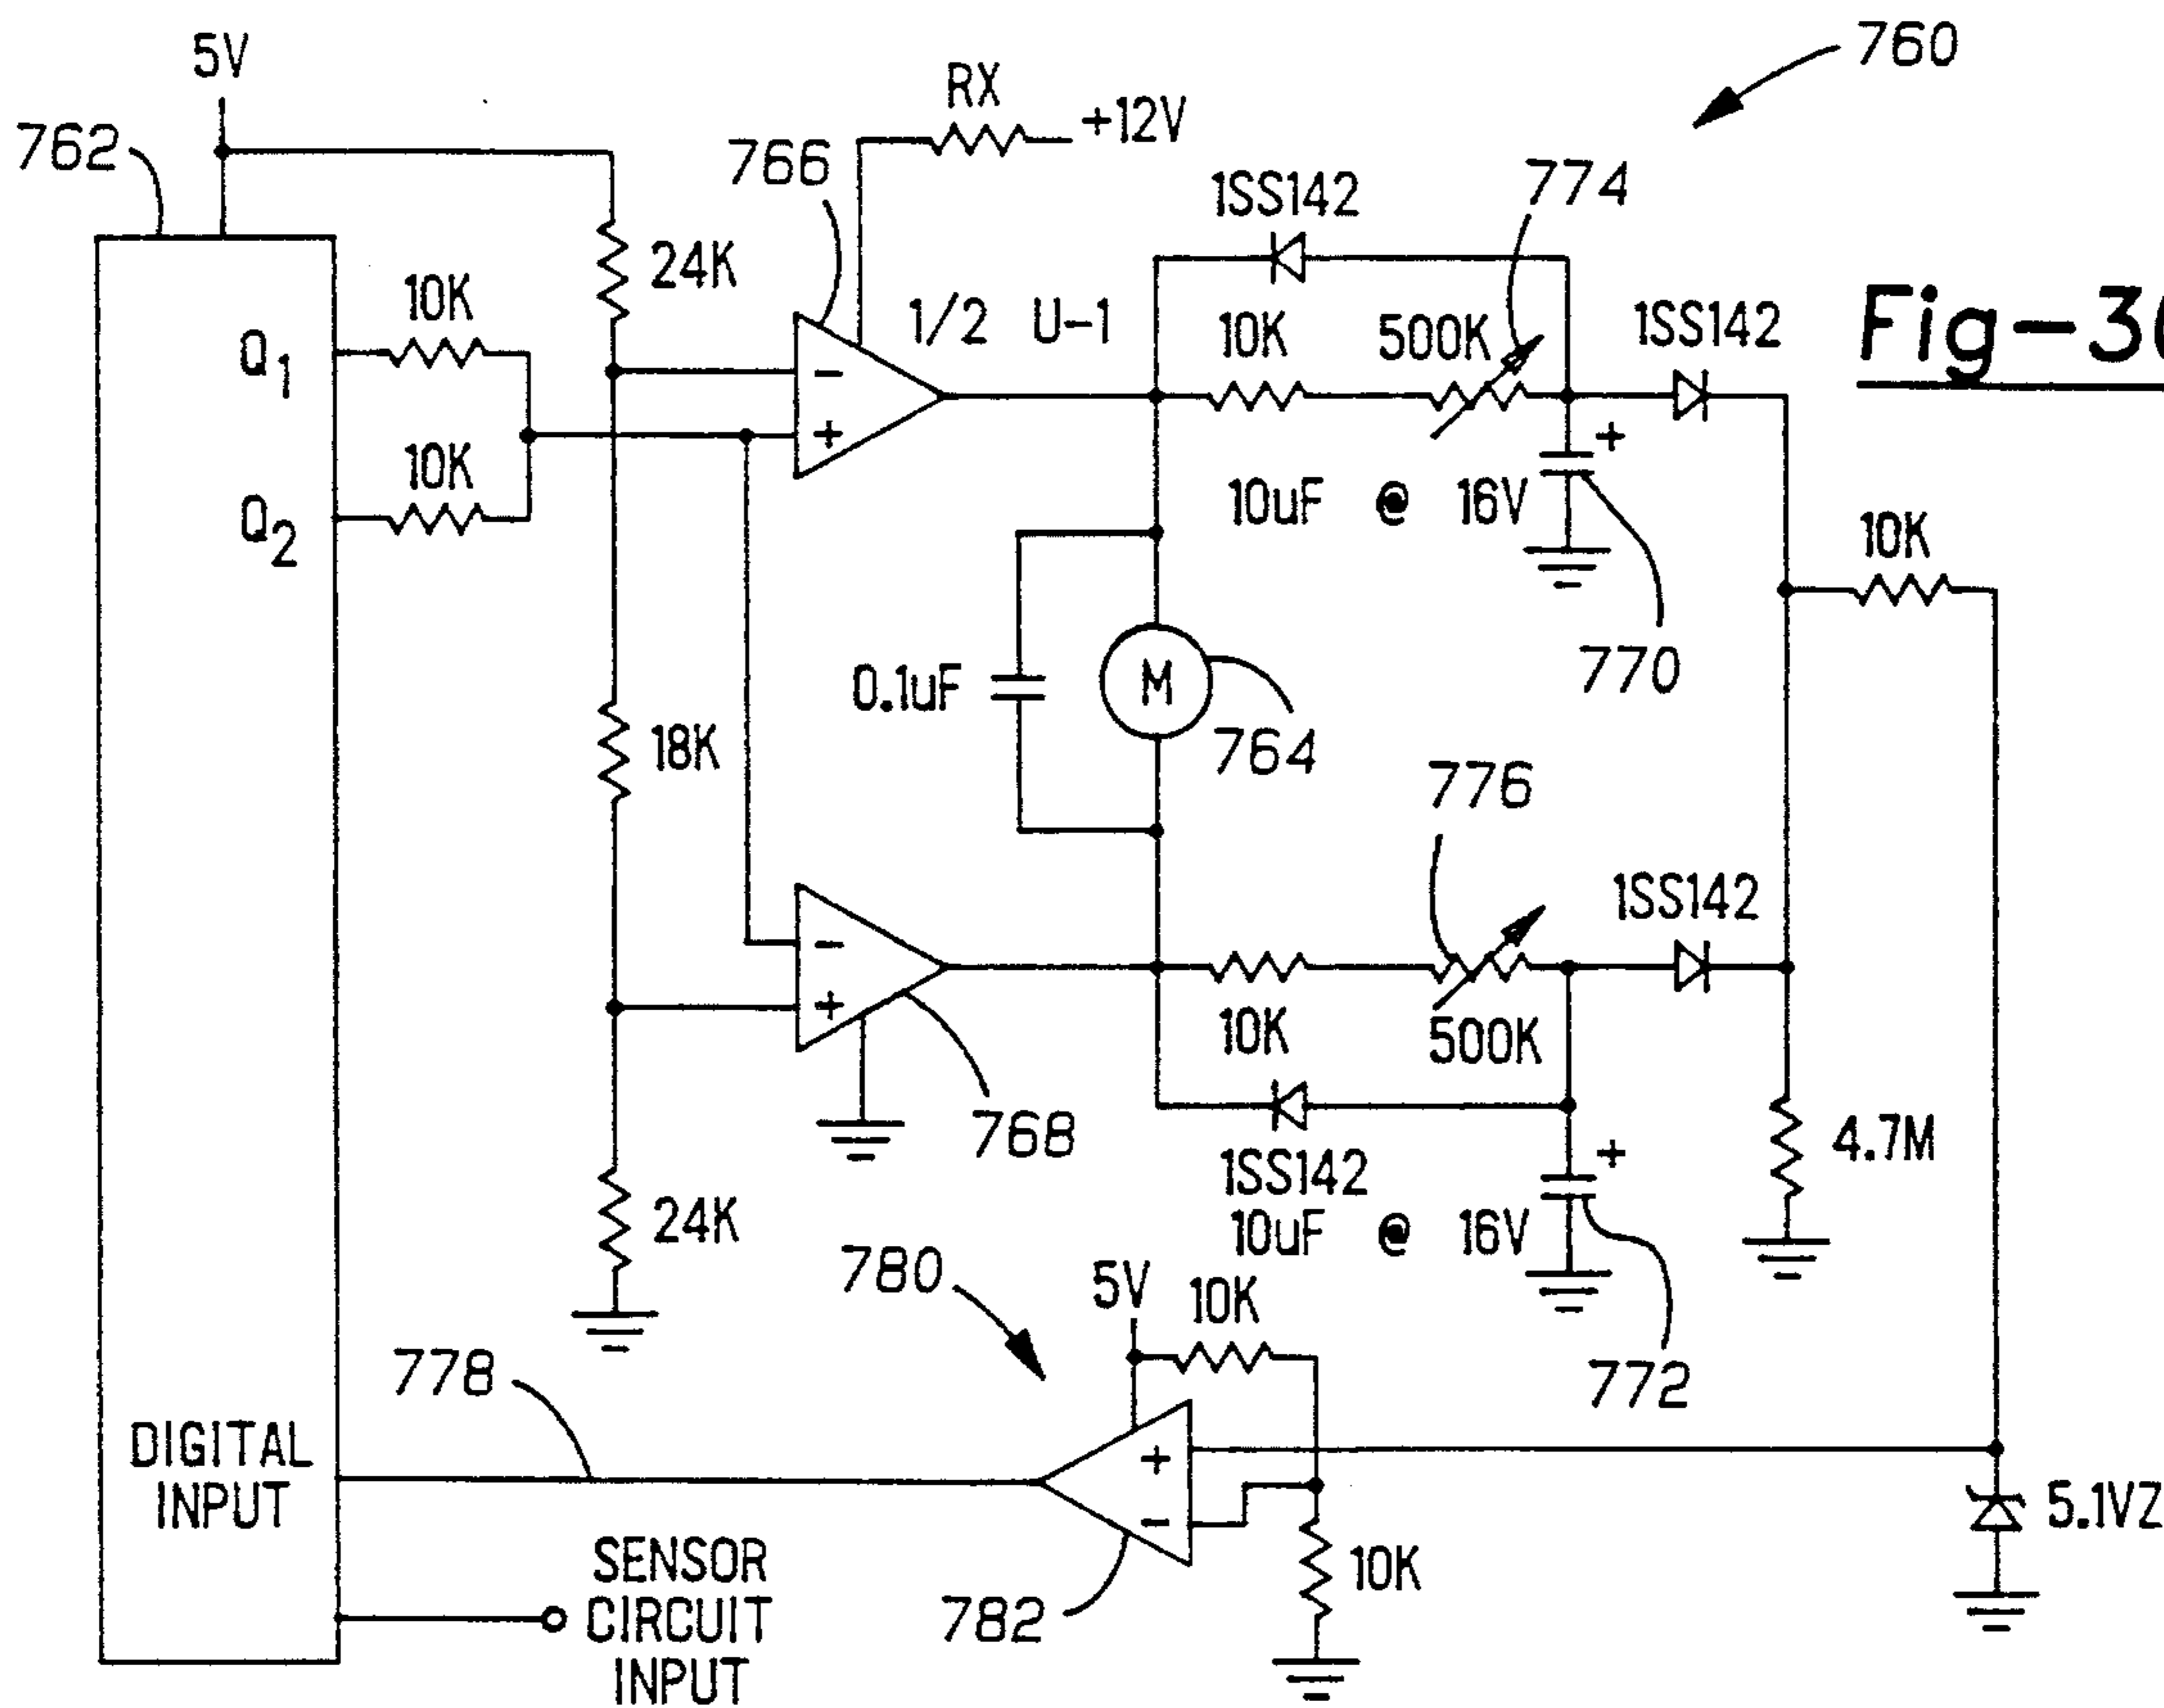 760
5V
RX
+12V
762
766
1SS142
774
24K
10K
1/2 U-1
10K
500K
1SS142
Fig-3
Q1
10K
Q2
10uF @ 16V
10K
770
0.1uF
M
764
18K
776
1SS142
10K
500K
768
4.7M
1SS142
24K
10uF @ 16V
780
5V
10K
772
778
DIGITAL
INPUT
+
-
5.1VZ
10K
SENSOR
CIRCUIT
INPUT
782